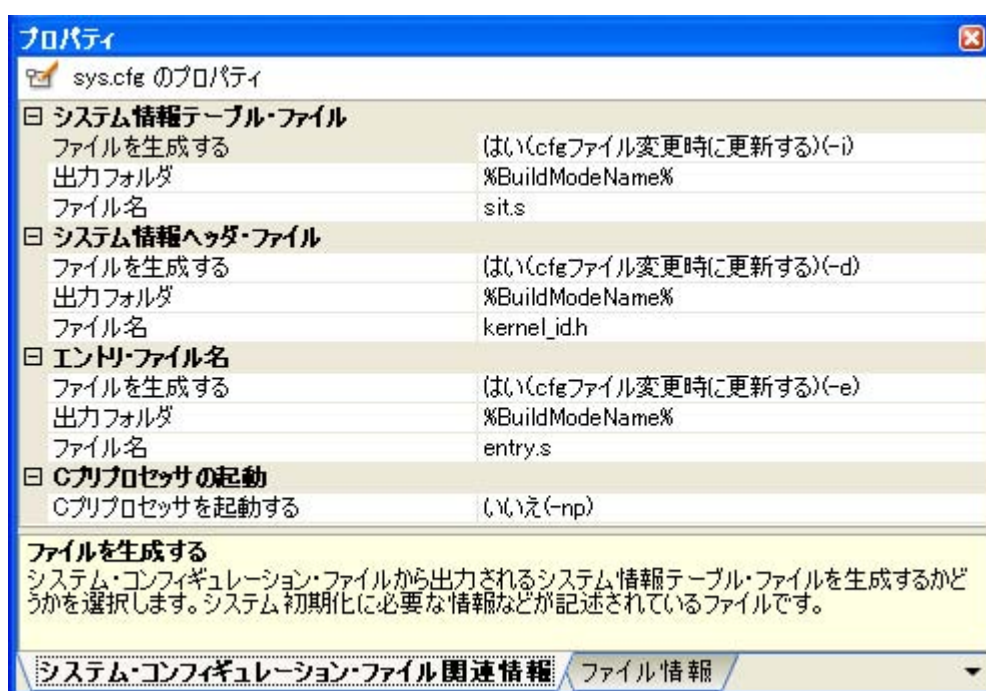 プロパティ
sys.cfg のプロパティ
システム情報テーブル・ファイル
ファイルを生成する はい(cfgファイル変更時に更新する)(-i)
出力フォルダ %BuildModeName%
ファイル名 sit.s
システム情報ヘッダ・ファイル
ファイルを生成する はい(cfgファイル変更時に更新する)(-d)
出力フォルダ %BuildModeName%
ファイル名 kernel_id.h
エントリ・ファイル名
ファイルを生成する はい(cfgファイル変更時に更新する)(-e)
出力フォルダ %BuildModeName%
ファイル名 entry.s
Cプリプロセッサの起動
Cプリプロセッサを起動する いいえ(-np)
ファイルを生成する
システム・コンフィギュレーション・ファイルから出力されるシステム情報テーブル・ファイルを生成するかど
うかを選択します。システム初期化に必要な情報などが記述されているファイルです。
システム・コンフィギュレーション・ファイル関連情報 ファイル情報